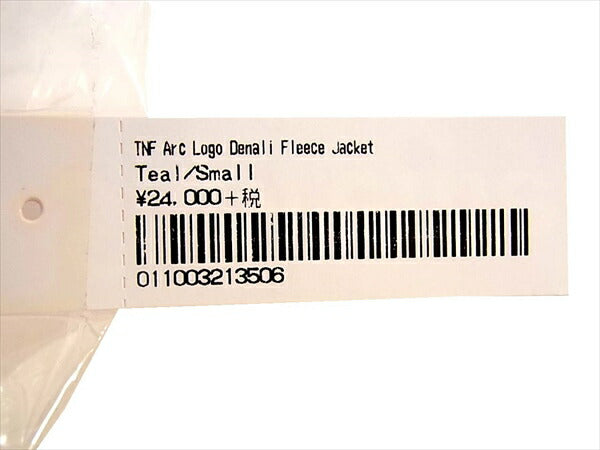 TNF Arc Logo Denali Fleece Jacket
Teal/Small
¥24,000+税
011003213506